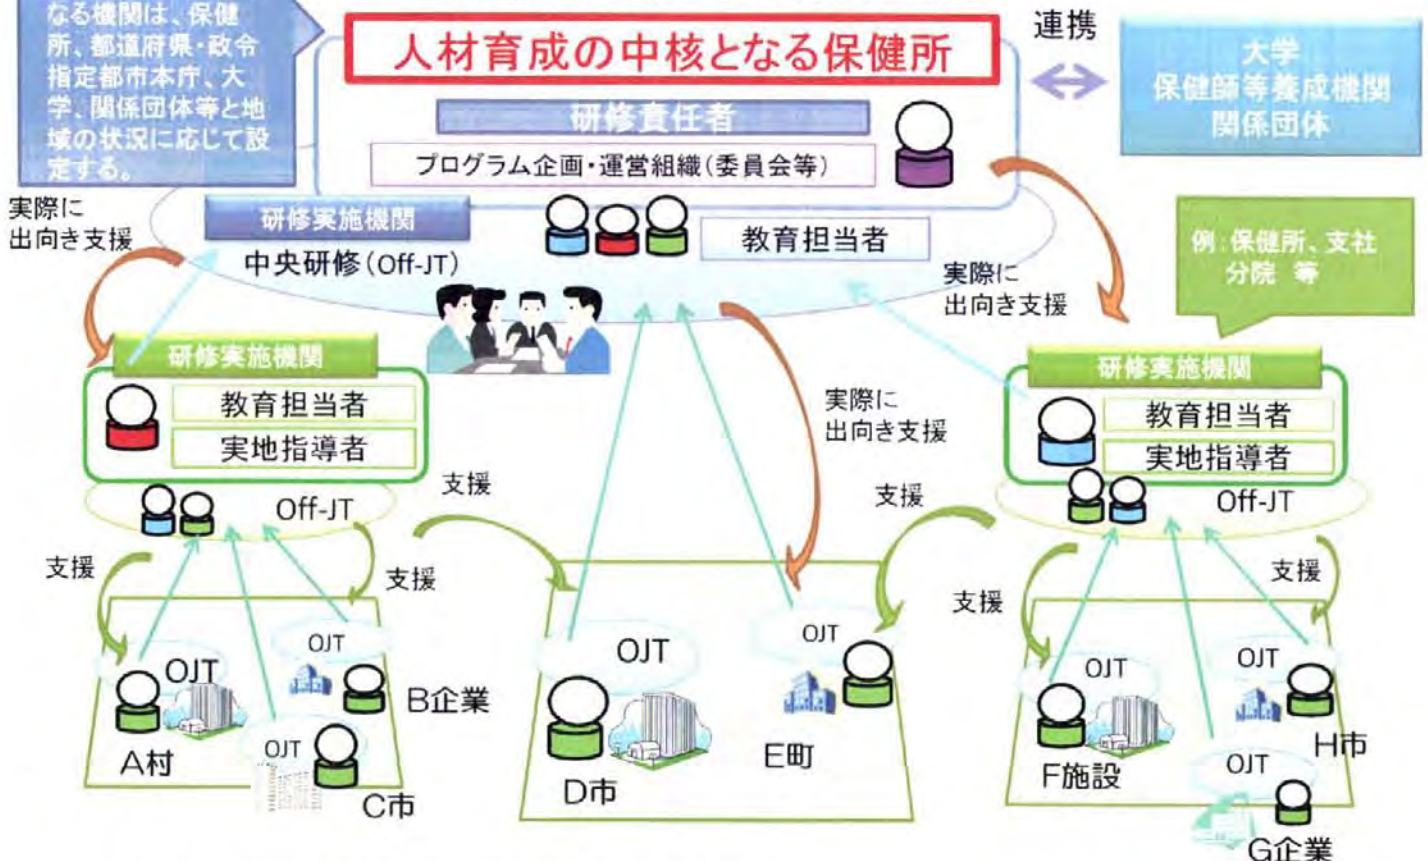 なる機関は、保健
所、都道府県・政令
指定都市本庁、大
学、関係団体等と地
域の状況に応じて設
定する。
人材育成の中核となる保健所
連携
大学
保健師等養成機関
関係団体
研修責任者
プログラム企画・運営組織(委員会等)
実際に
出向き支援
研修実施機関
中央研修(Off-JT)
教育担当者
例:保健所、支社
分院 等
実際に
出向き支援
研修実施機関
教育担当者
実地指導者
Off-JT
実際に
出向き支援
研修実施機関
教育担当者
実地指導者
Off-JT
支援
支援
支援
支援
支援
支援
OJT
A村
OJT
B企業
OJT
C市
OJT
D市
OJT
E町
OJT
F施設
OJT
H市
OJT
G企業